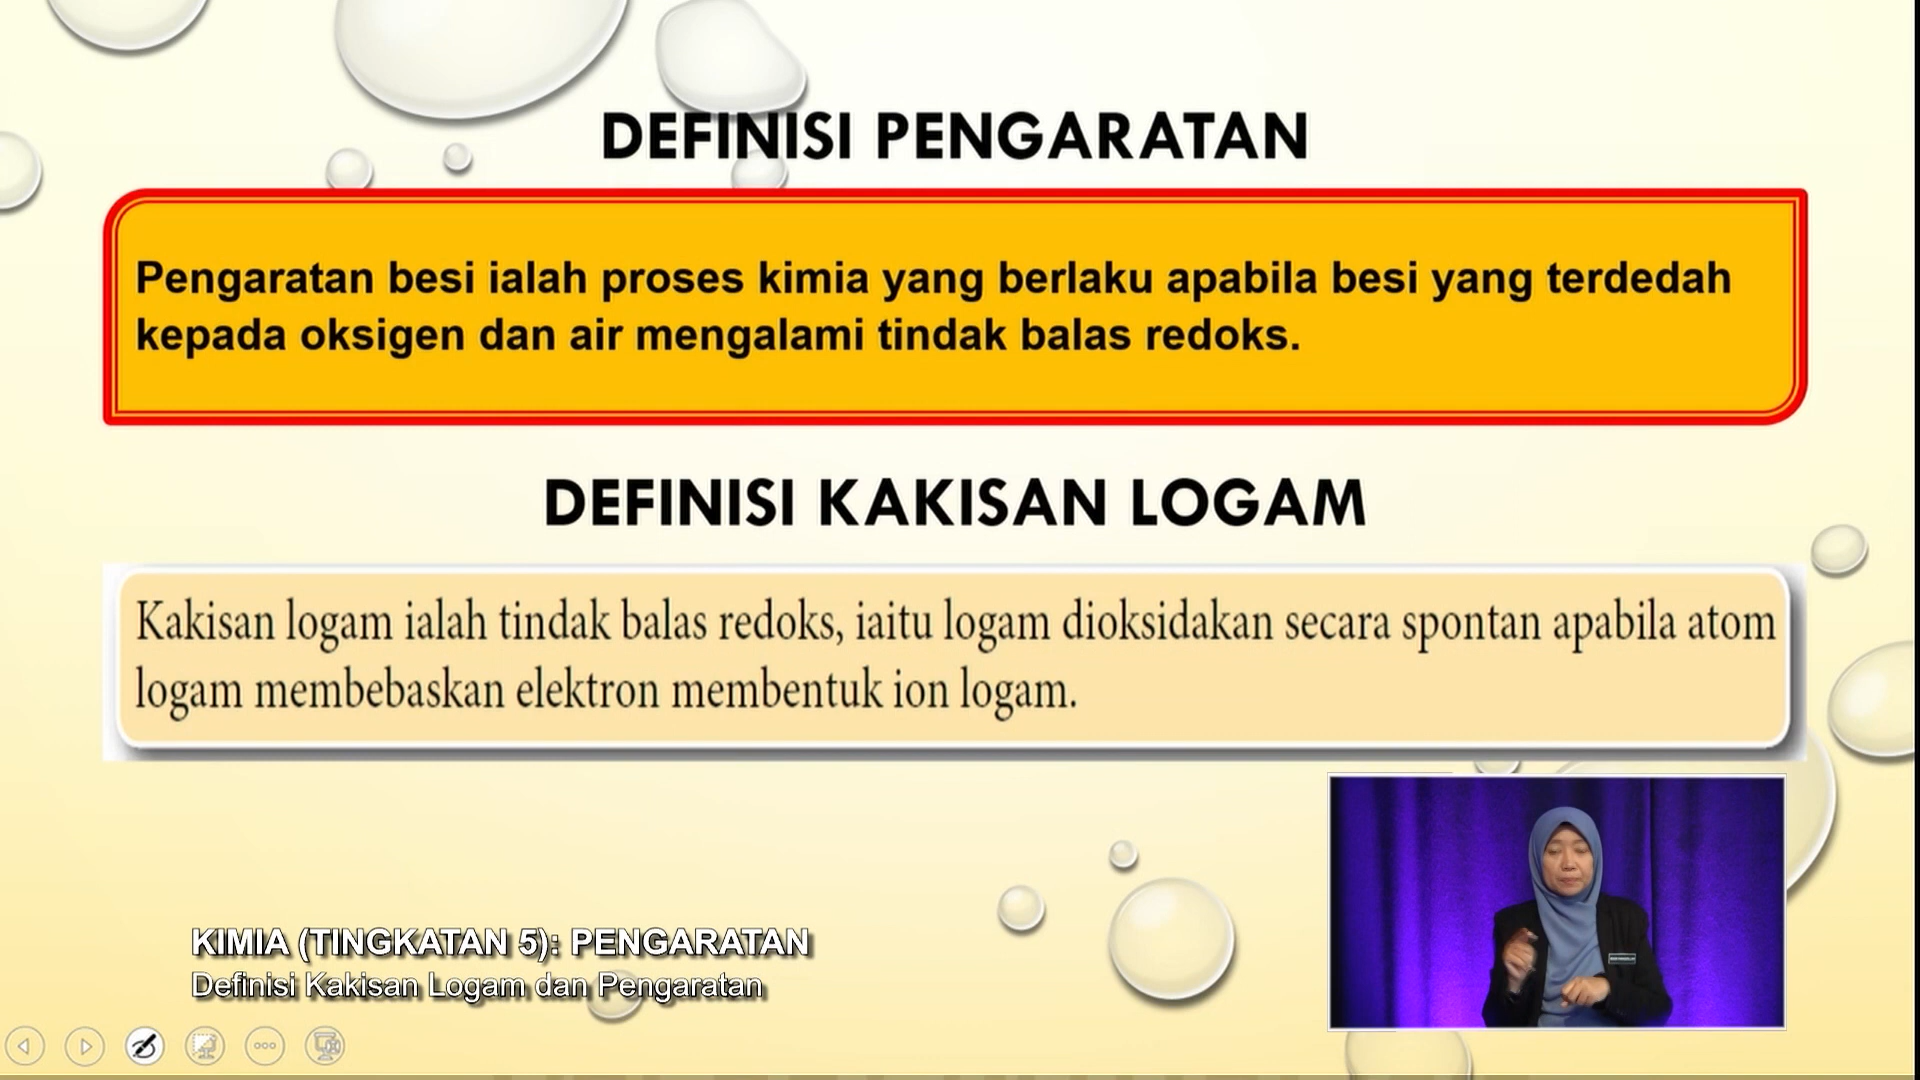 DEFINISI PENGARATAN
Pengaratan besi ialah proses kimia yang berlaku apabila besi yang terdedah
kepada oksigen dan air mengalami tindak balas redoks.
DEFINISI KAKISAN LOGAM
Kakisan logam ialah tindak balas redoks, iaitu logam dioksidakan secara spontan apabila atom
logam membebaskan elektron membentuk ion logam.
KIMIA (TINGKATAN 5): PENGARATAN
Definisi Kakisan Logam dan Pengaratan